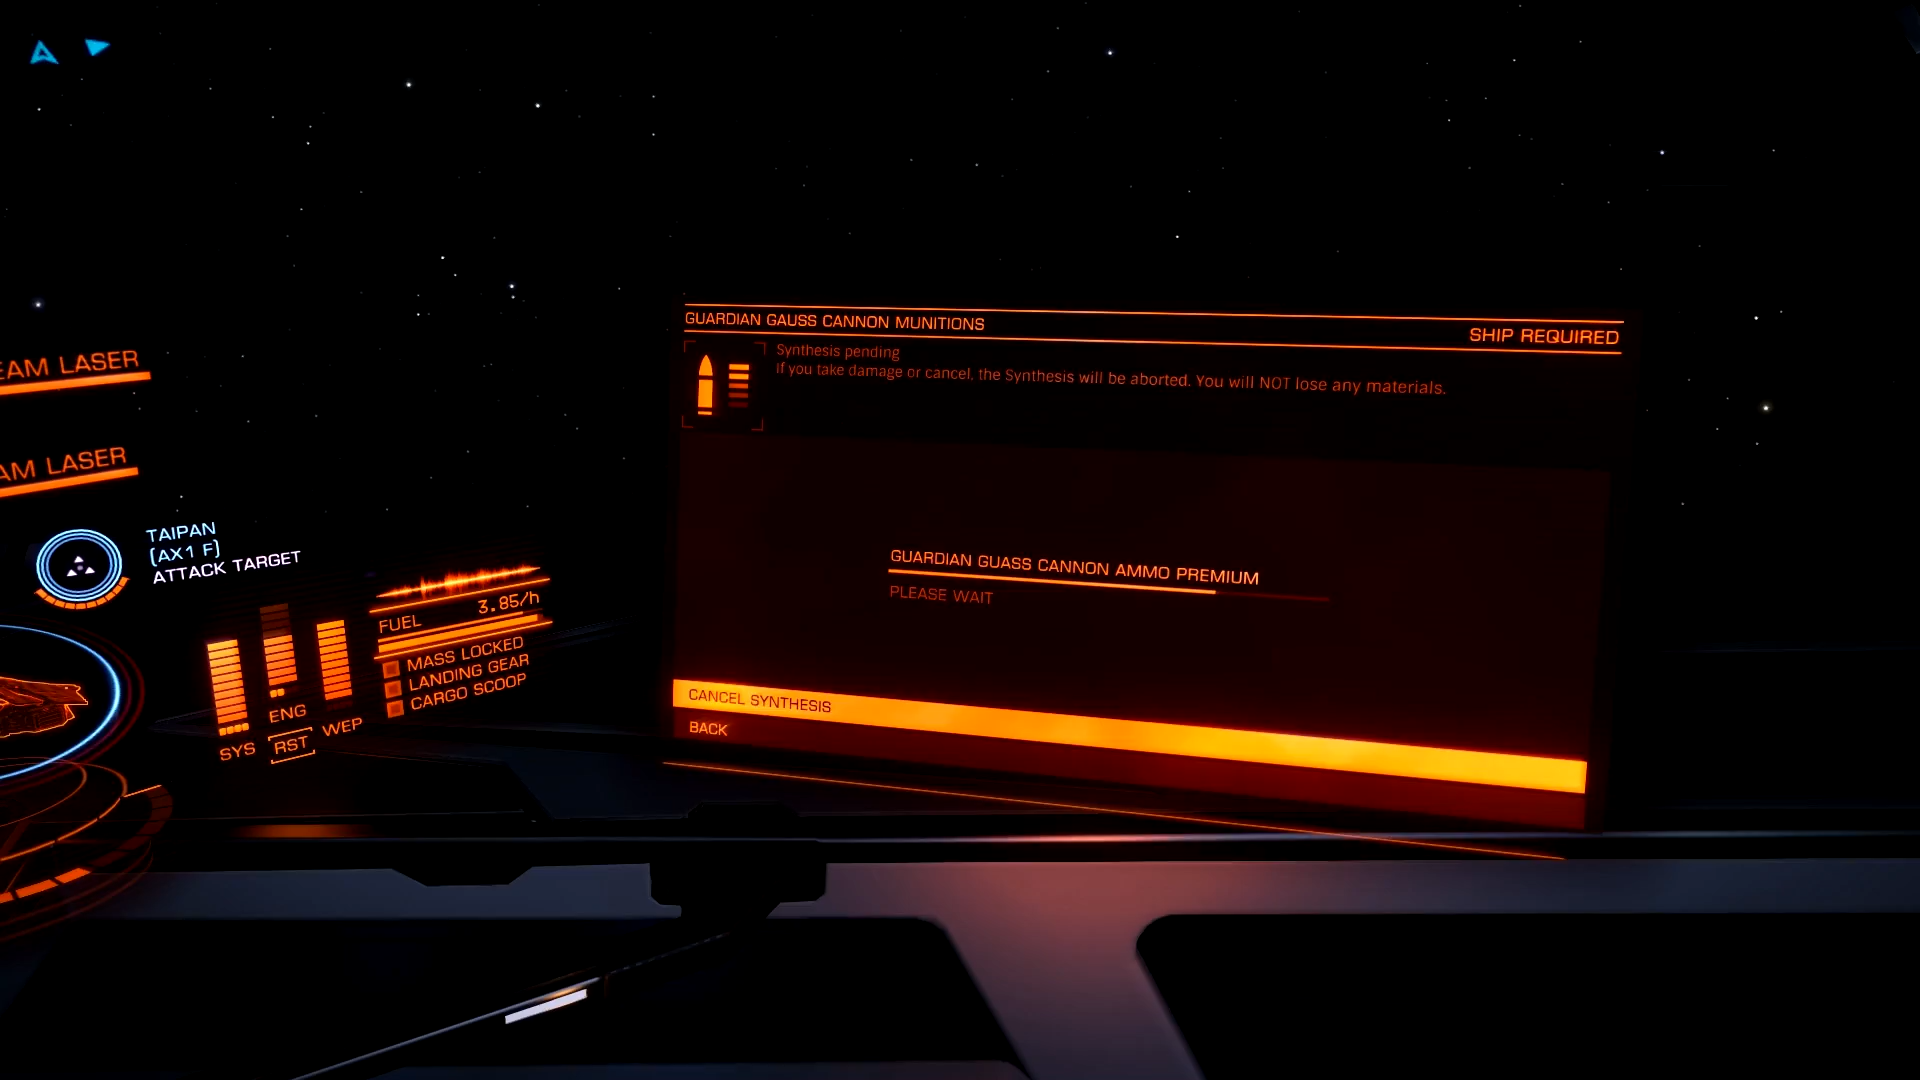 GUARDIAN GAUSS CANNON MUNITIONS
SHIP REQUIRED
Synthesis pending
If you take damage or cancel, the Synthesis will be aborted. You will NOT lose any materials.
EAM LASER
AM LASER
TAIPAN
(AX1 F)
ATTACK TARGET
GUARDIAN GUASS CANNON AMMO PREMIUM
PLEASE WAIT
3.85/h
FUEL
MASS LOCKED
LANDING GEAR
CARGO SCOOP
ENG
SYS
RST
WEP
CANCEL SYNTHESIS
BACK